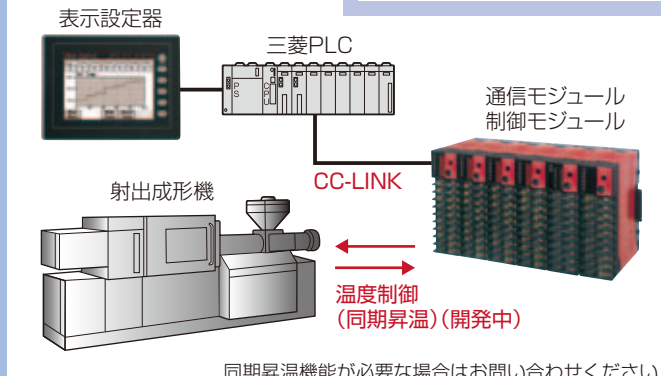 表示設定器
三菱PLC
PS
CPU
通信モジュール
制御モジュール
CC-LINK
射出成形機
温度制御
(同期昇温)(開発中)
同期昇温機能が必要な場合はお問い合わせください